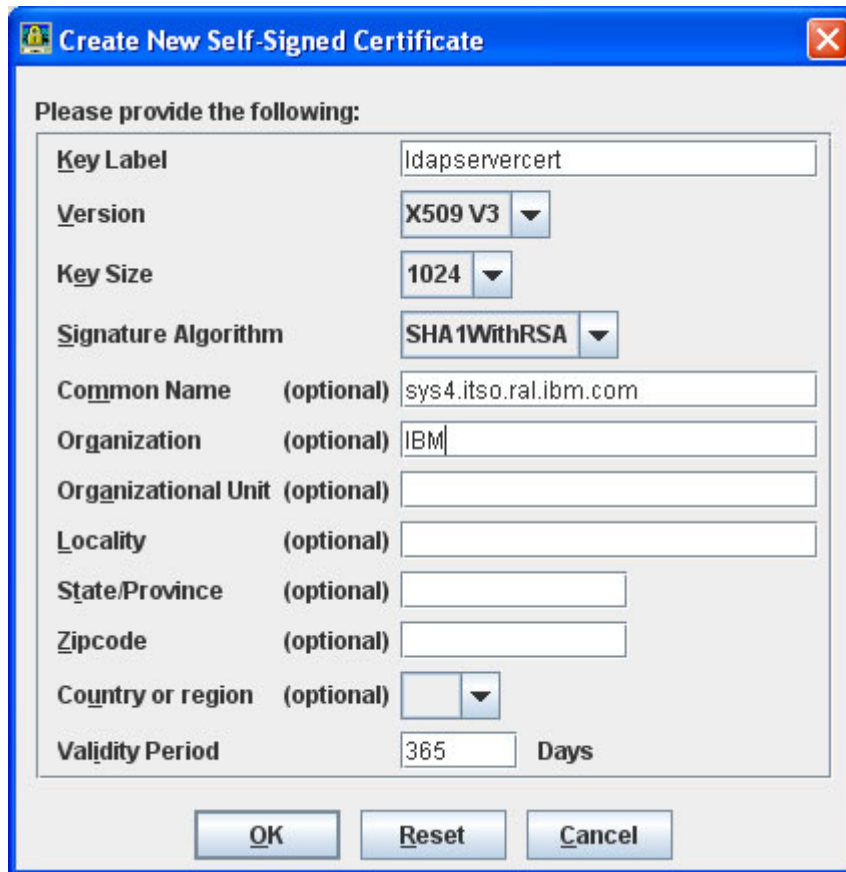 Create New Self-Signed Certificate
Please provide the following:
Key Label ldapservercert
Version X509 V3
Key Size 1024
Signature Algorithm SHA1WithRSA
Common Name (optional) sys4.itso.ral.ibm.com
Organization (optional) IBM
Organizational Unit (optional)
Locality (optional)
State/Province (optional)
Zipcode (optional)
Country or region (optional)
Validity Period 365 Days
OK Reset Cancel